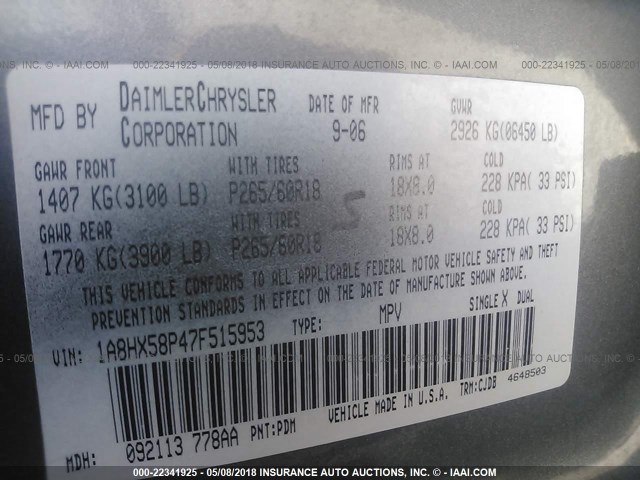 000-22341925 - 05/08/2018 INSURANCE AUTO AUCTIONS, INC. - © IAAI.COM
MFD BY DAIMLERCHRYSLER CORPORATION DATE OF MFR 9-06 GVWR 2926 KG(06450 LB)
GAWR FRONT WITH TIRES RIMS AT COLD
1407 KG(3100 LB) P265/60R18 18X8.0 228 KPA( 33 PSI)
GAWR REAR WITH TIRES RIMS AT COLD
1770 KG(3900 LB) P265/60R18 18X8.0 228 KPA( 33 PSI)
THIS VEHICLE CONFORMS TO ALL APPLICABLE FEDERAL MOTOR VEHICLE SAFETY AND THEFT
PREVENTION STANDARDS IN EFFECT ON THE DATE OF MANUFACTURE SHOWN ABOVE.
VIN: 1A8HX58P47F515953 TYPE: MPV SINGLE X DUAL
MDH: 092113 778AA PNT:PDM VEHICLE MADE IN U.S.A. TRM:CJDB 4648503
000-22341925 - 05/08/2018 INSURANCE AUTO AUCTIONS, INC. - © IAAI.COM